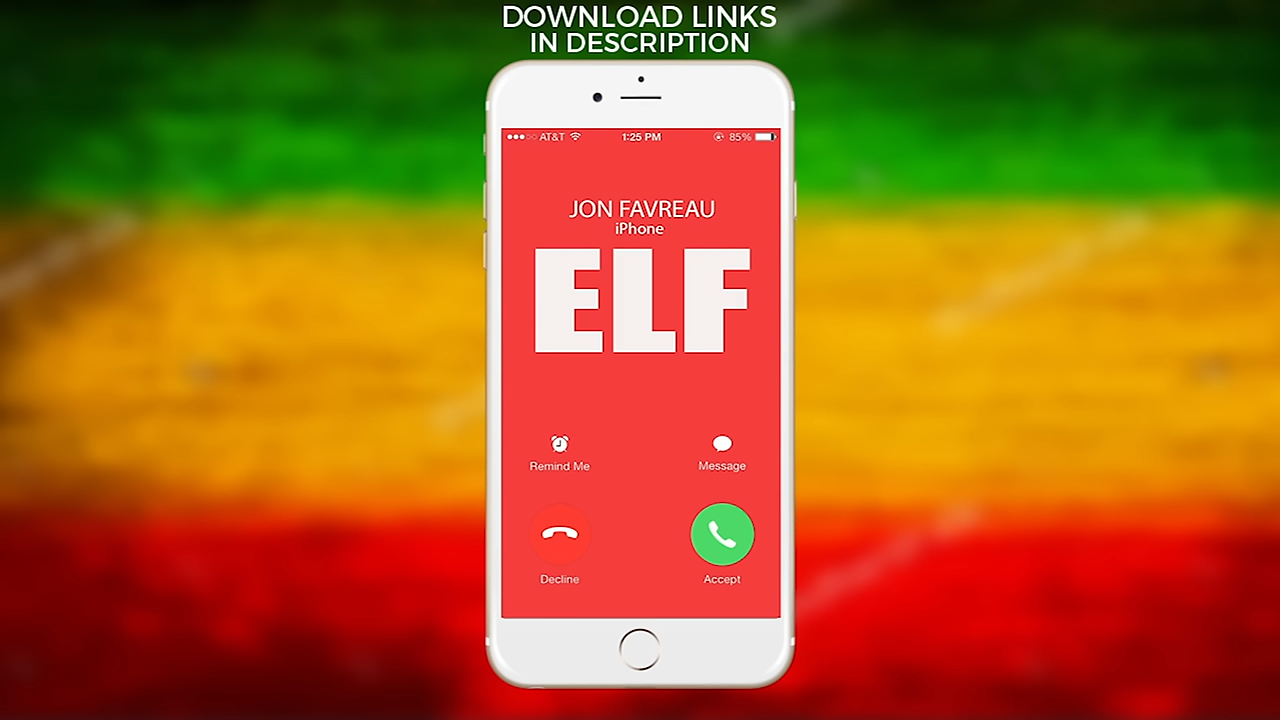 DOWNLOAD LINKS
IN DESCRIPTION
AT&T 1:25 PM 85%
JON FAVREAU
iPhone
ELF
Remind Me Message
Decline Accept